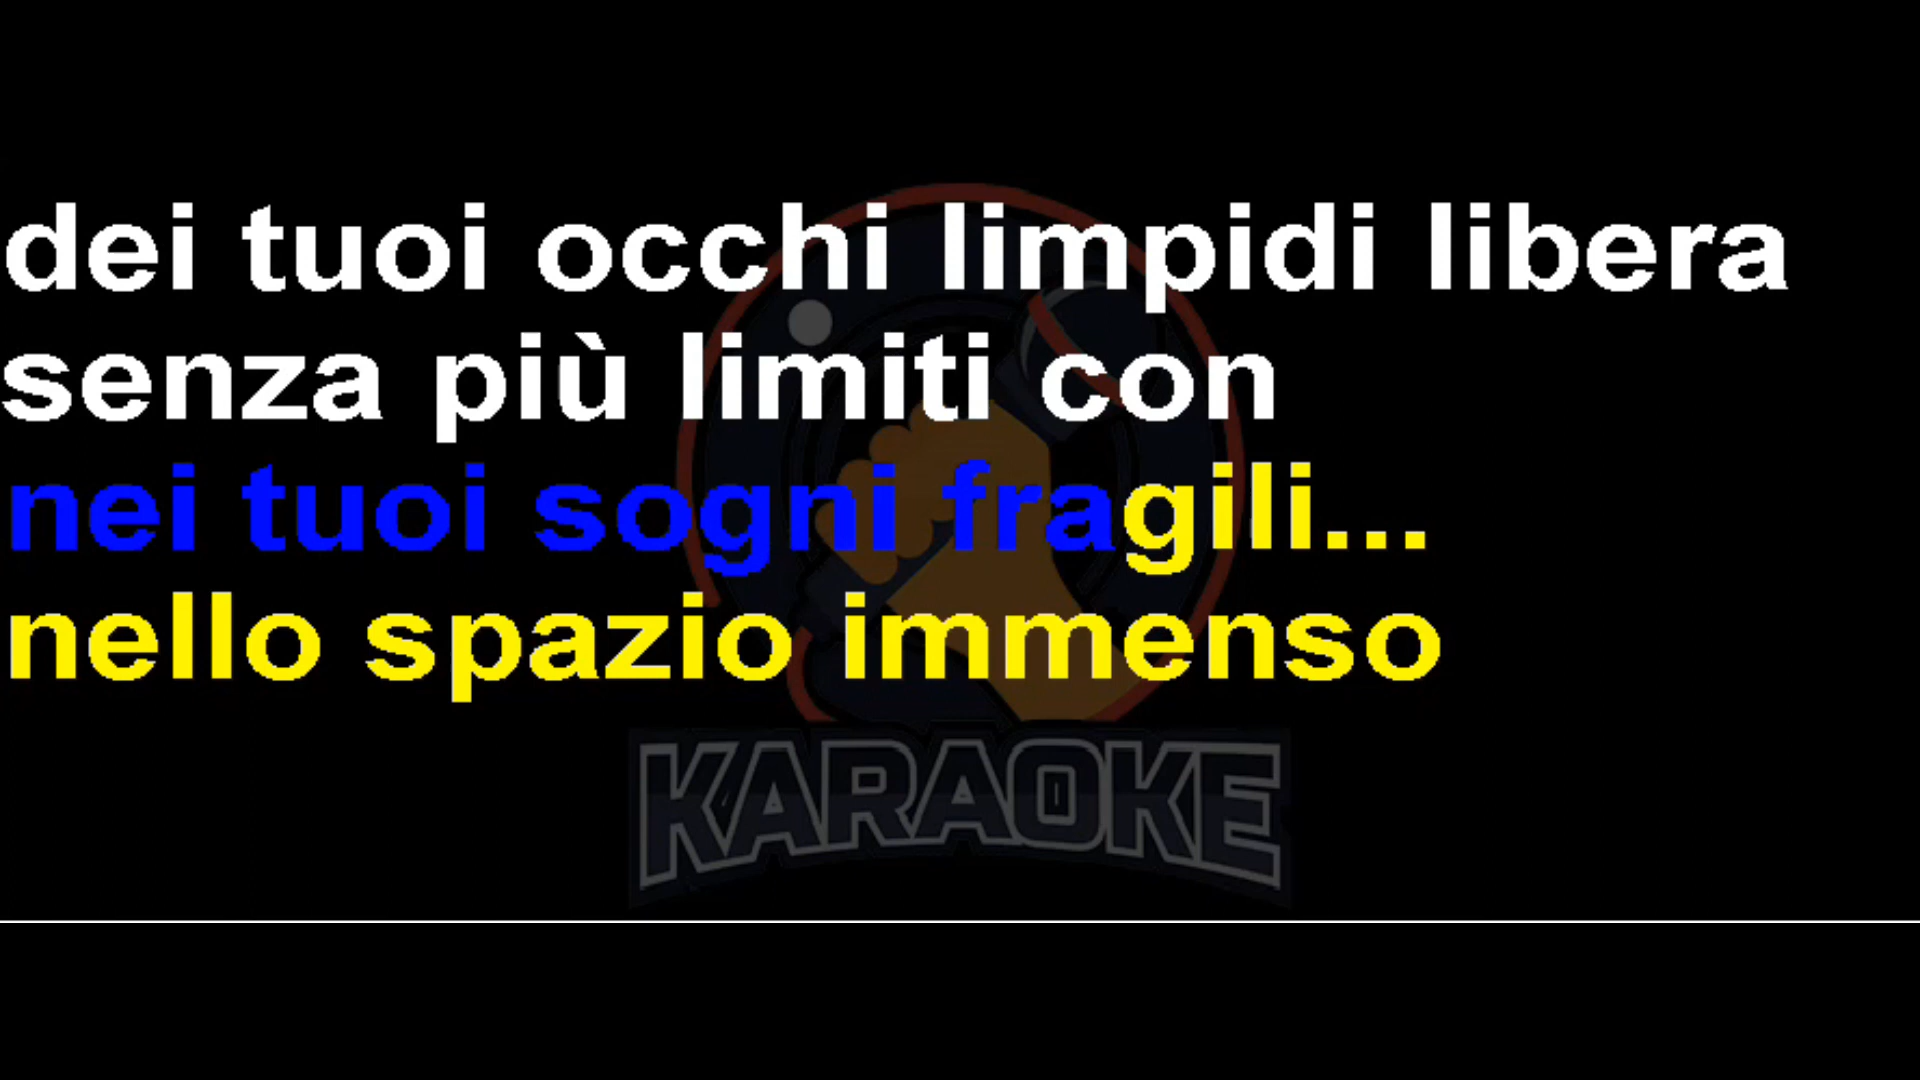 dei tuoi occhi limpidi libera
senza più limiti con
nei tuoi sogni fragili...
nello spazio immenso
KARAOKE